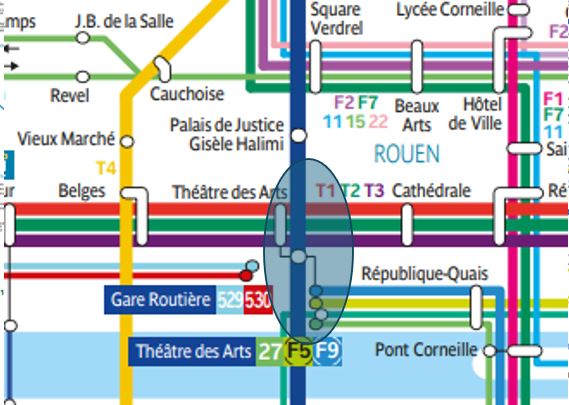 Square
Verdrel
Lycée Corneille
mps
J.B. de la Salle
F2
Revel
Cauchoise
F2 F7
11 15 22
Beaux
Arts
Hôtel
de Ville
F1
F7
11
Vieux Marché
Palais de Justice
Gisèle Halimi
ROUEN
Sai
T4
Belges
Théâtre des Arts
T1 T2 T3
Cathédrale
Ré
République-Quais
Gare Routière 529 530
Théâtre des Arts 27 F5 F9
Pont Corneille